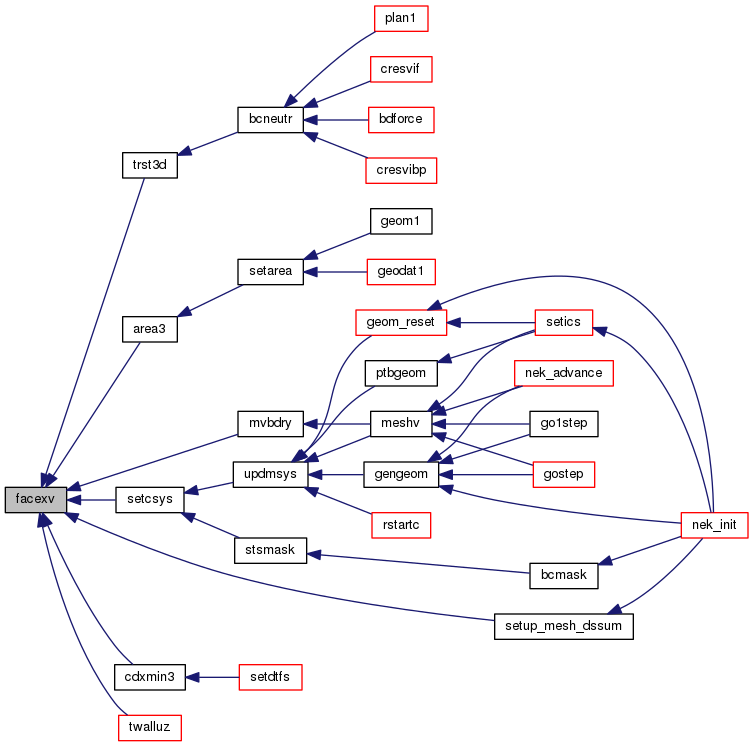 plan1
cresvif
bcneutr
bdforce
trst3d
cresvibp
geom1
setarea
geodat1
geom_reset
setics
area3
ptbgeom
nek_advance
mvbdry
meshv
go1step
updmsys
gengeom
gostep
facexv
setcsys
rstartc
nek_init
stsmask
bcmask
setup_mesh_dssum
cdxmin3
setdtfs
twalluz